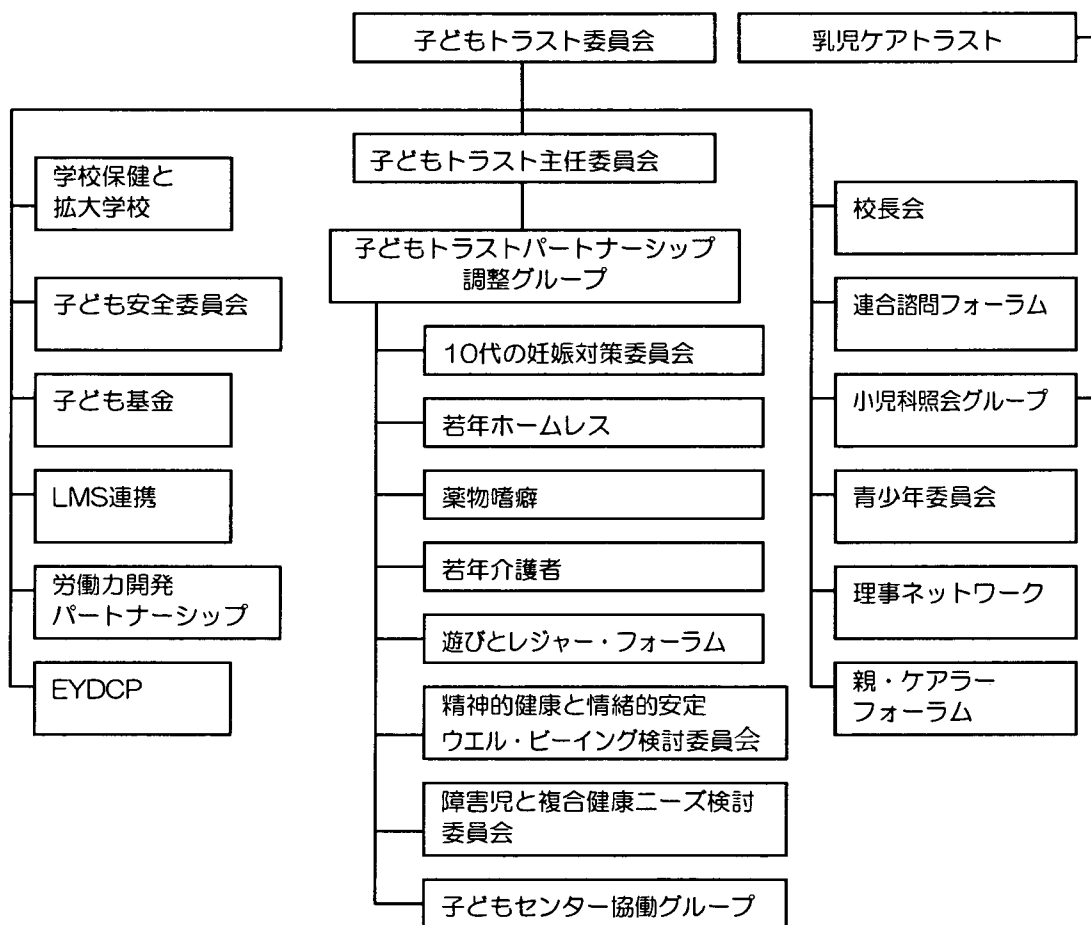 子どもトラスト委員会
乳児ケアトラスト
子どもトラスト主任委員会
子どもトラストパートナーシップ
調整グループ
学校保健と
拡大学校
子ども安全委員会
子ども基金
LMS連携
労働力開発
パートナーシップ
EYDCP
10代の妊娠対策委員会
若年ホームレス
薬物嗜癖
若年介護者
遊びとレジャー・フォーラム
精神的健康と情緒的安定
ウエル・ビーイング検討委員会
障害児と複合健康ニーズ検討
委員会
子どもセンター協働グループ
校長会
連合諮問フォーラム
小児科照会グループ
青少年委員会
理事ネットワーク
親・ケアラー
フォーラム